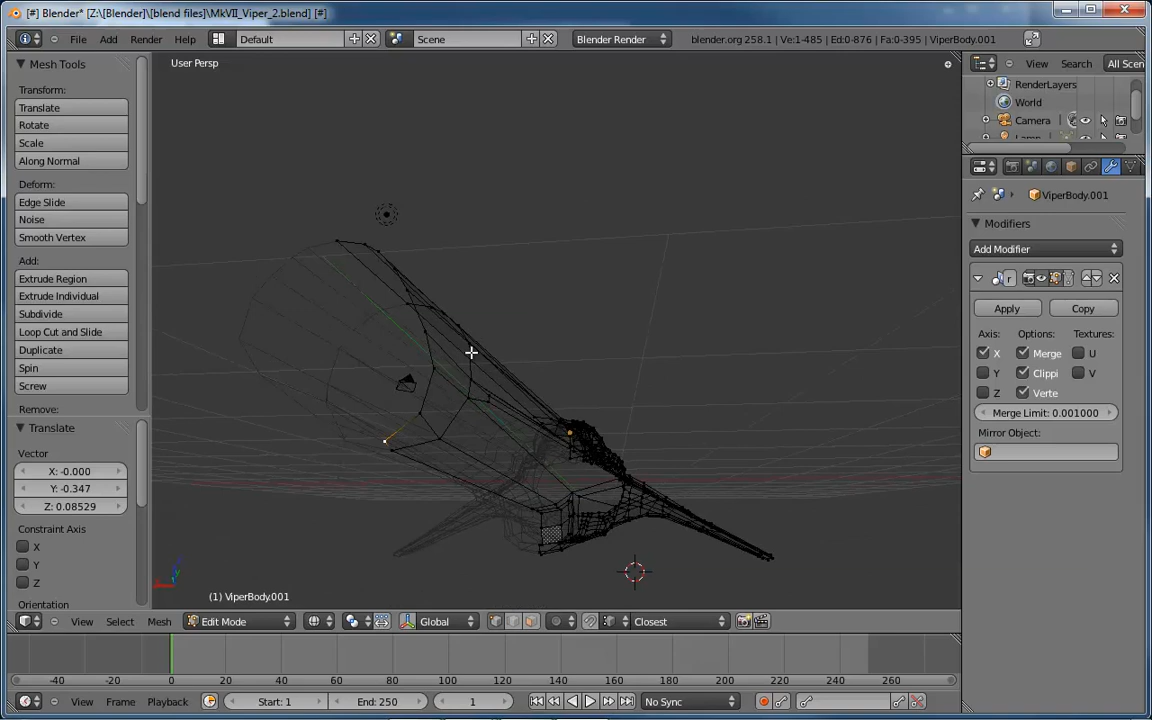 [#] Blender* [Z:\[Blender]\[blend files]\MkVII_Viper_2.blend] [#]
File Add Render Help Default Scene Blender Render blender.org 258.1 | Ve:1-485 | Ed:0-876 | Fa:0-395 | ViperBody.001
Mesh Tools
Transform:
Translate
Rotate
Scale
Along Normal
Deform:
Edge Slide
Noise
Smooth Vertex
Add:
Extrude Region
Extrude Individual
Subdivide
Loop Cut and Slide
Duplicate
Spin
Screw
Remove:
Translate
Vector
X: -0.000
Y: -0.347
Z: 0.08529
Constraint Axis
X
Y
Z
Orientation
User Persp
(1) ViperBody.001
View Select Mesh Edit Mode Global Closest
View Search All Scen
RenderLayers
World
Camera
ViperBody.001
Modifiers
Add Modifier
r
Apply Copy
Axis: Options: Textures:
X Merge U
Y Clippi V
Z Verte
Merge Limit: 0.001000
Mirror Object:
-40 -20 0 20 40 60 80 100 120 140 160 180 200 220 240 260
View Frame Playback Start: 1 End: 250 1 No Sync